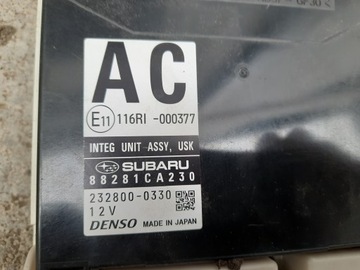 AC
E11 116RI -000377
INTEG UNIT ASSY, USK
SUBARU
88281CA230
232800-0330
12V
DENSO MADE IN JAPAN